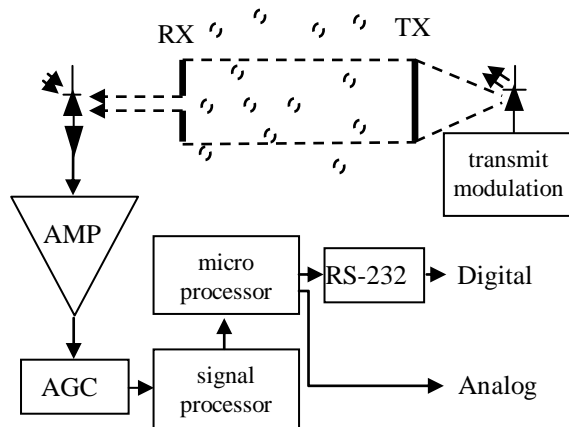 RX
TX
transmit
modulation
AMP
micro
processor
RS-232
Digital
AGC
signal
processor
Analog